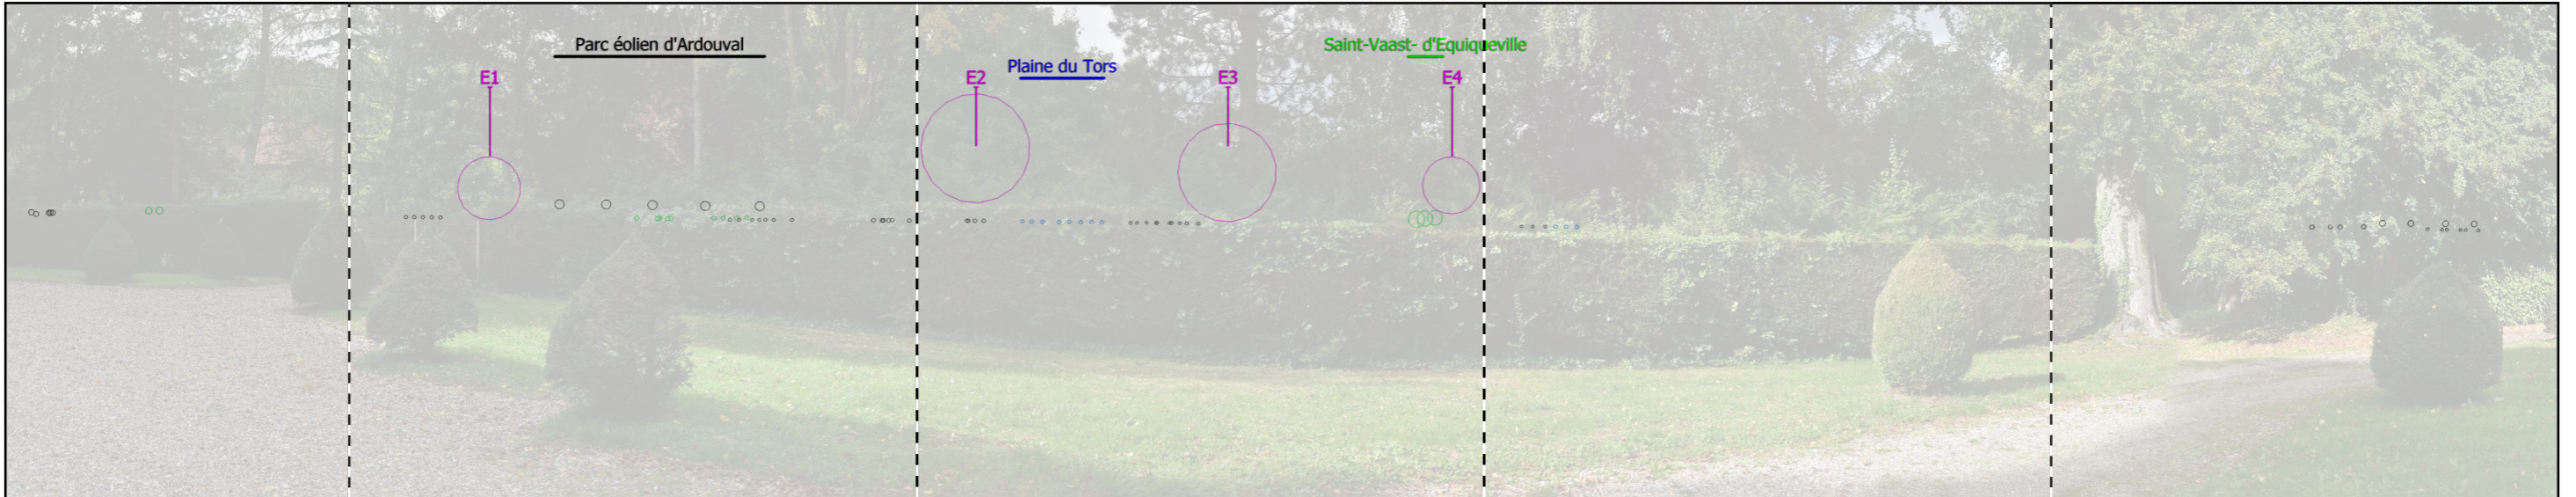 Parc éolien d'Ardouval
Saint-Vaast- d'Equiqueville
Plaine du Tors
E1
E2
E3
E4